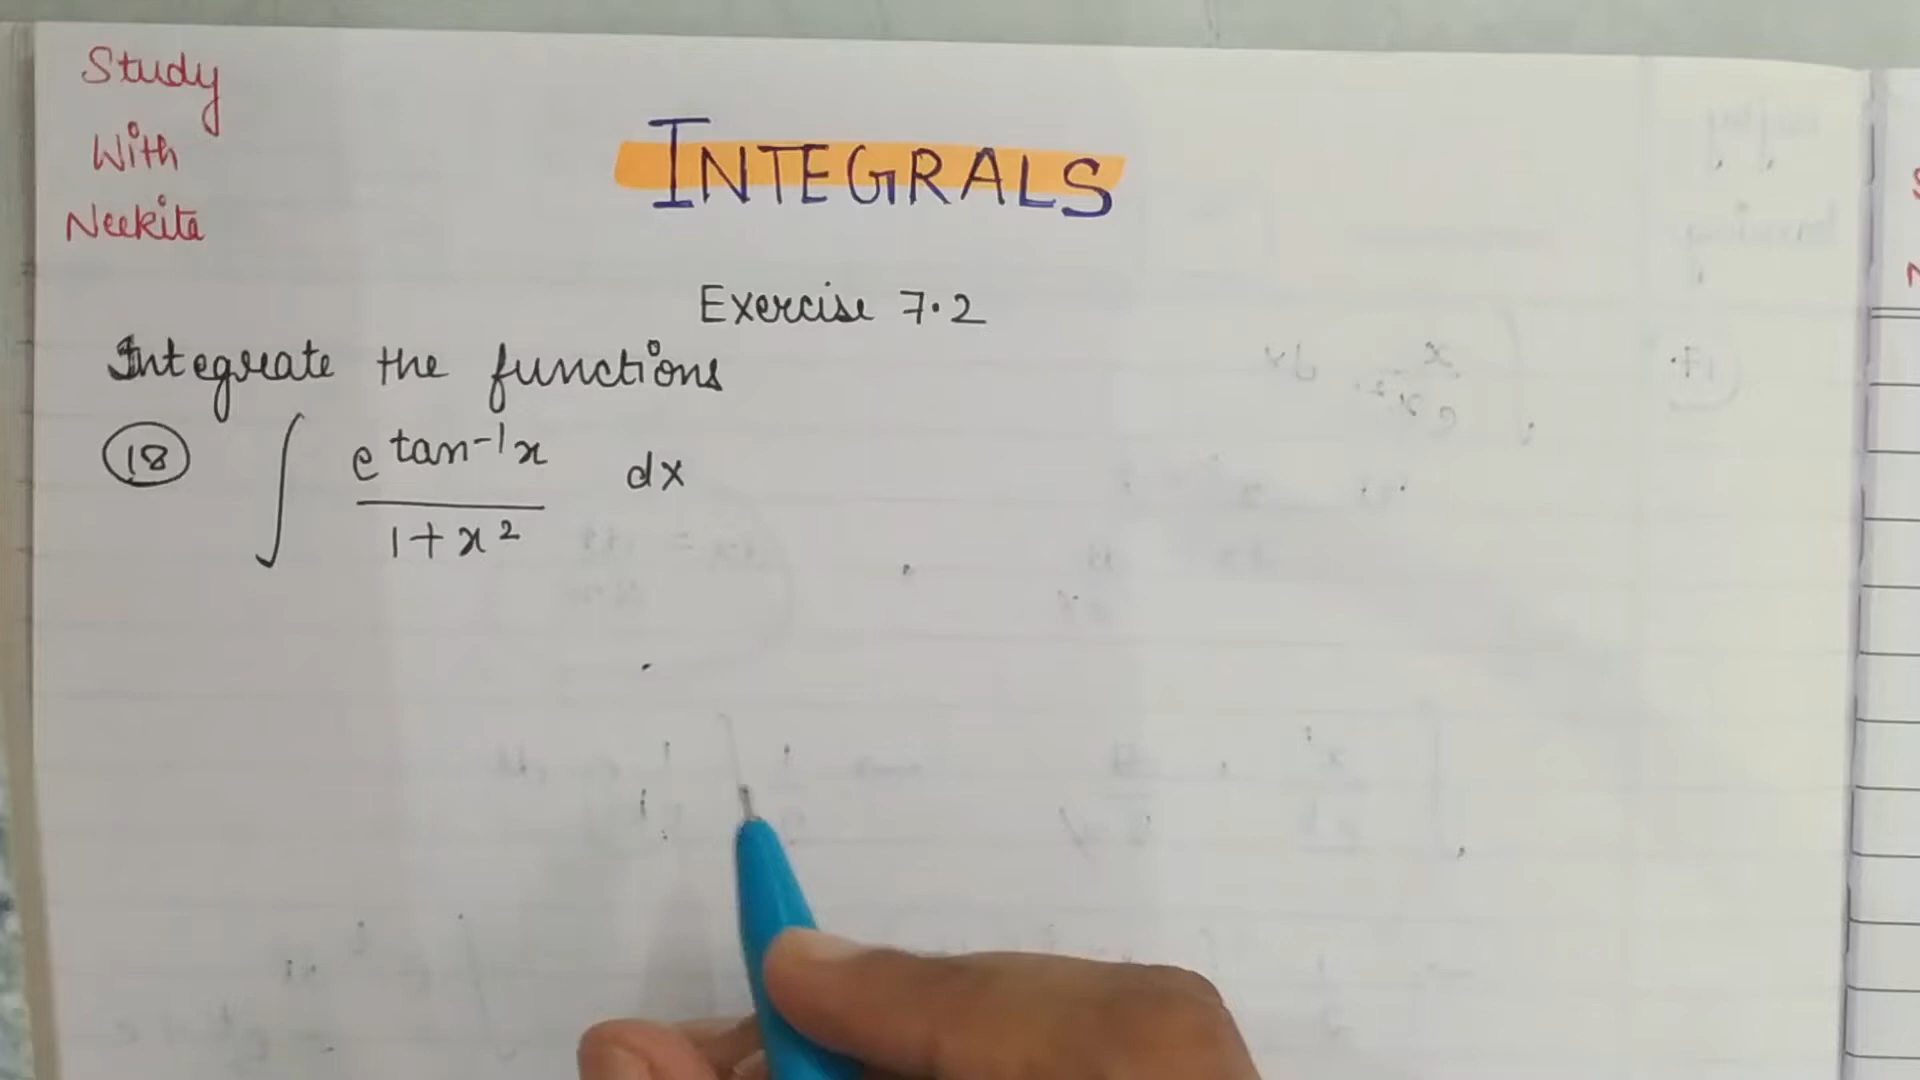 Study
With
Neekita
INTEGRALS
Exercise 7.2
Integrate the functions
18 ∫ e^tan⁻¹x / 1+x² dx